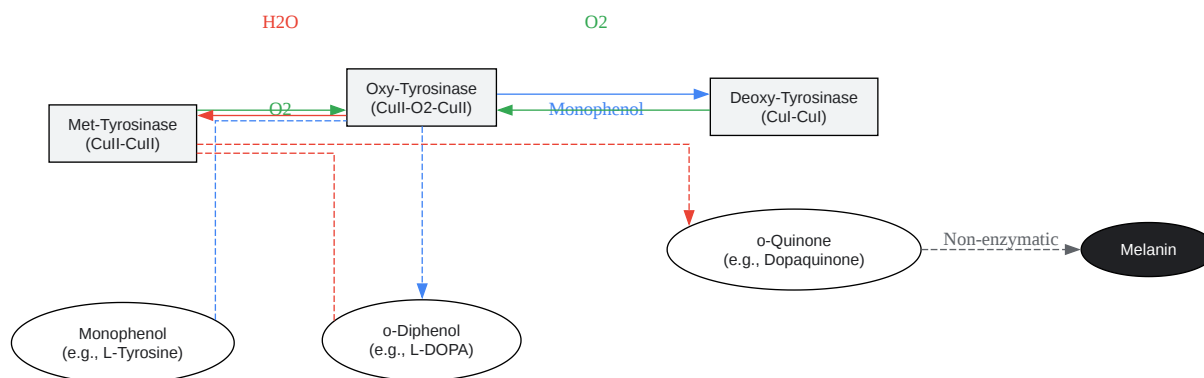 H2O
O2
Oxy-Tyrosinase
(CuII-O2-CuII)
Deoxy-Tyrosinase
(CuI-CuI)
O2
Monophenol
Met-Tyrosinase
(CuII-CuII)
o-Quinone
(e.g., Dopaquinone)
Non-enzymatic
Melanin
Monophenol
(e.g., L-Tyrosine)
o-Diphenol
(e.g., L-DOPA)